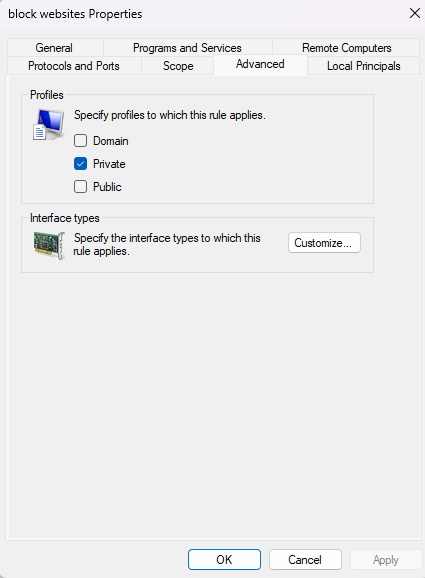 block websites Properties
General
Programs and Services
Remote Computers
Protocols and Ports
Scope
Advanced
Local Principals
Profiles
Specify profiles to which this rule applies.
Domain
Private
Public
Interface types
Specify the interface types to which this
rule applies.
Customize...
OK
Cancel
Apply